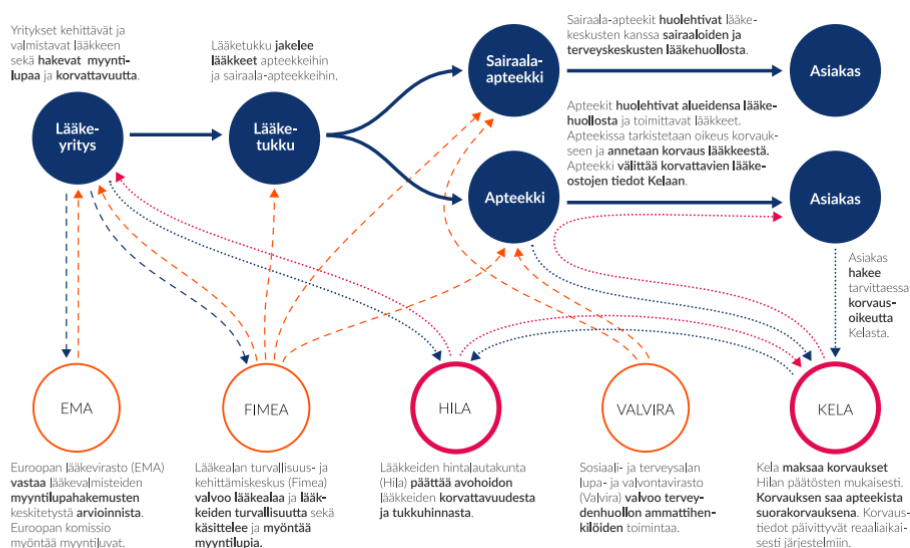 Yritykset kehittävät ja
valmistavat lääkkeen
sekä hakevat myynti-
lupaa ja korvattavuutta.
Lääketukku jakelee
lääkkeet apteekkeihin
ja sairaala-apteekkeihin.
Sairaala-apteekit huolehtivat lääke-
keskusten kanssa sairaaloiden ja
terveyskeskusten lääkehuollosta.
Lääke-
yritys
Lääke-
tukku
Sairaala-
apteekki
Asiakas
Apteekit huolehtivat alueidensa lääke-
huollosta ja toimittavat lääkkeet.
Apteekissa tarkistetaan oikeus korvauk-
seen ja annetaan korvaus lääkkeestä.
Apteekki välittää korvattavien lääke-
ostojen tiedot Kelaan.
Apteekki
Asiakas
Asiakas
hakee
tarvittaessa
korvaus-
oikeutta
Kelasta.
EMA
FIMEA
HILA
VALVIRA
KELA
Euroopan lääkevirasto (EMA)
vastaa lääkevalmisteiden
myyntilupahakemusten
keskitetystä arvioinnista.
Euroopan komissio
myöntää myyntiluvat.
Lääkealan turvallisuus- ja
kehittämiskeskus (Fimea)
valvoo lääkealaa ja lääk-
keiden turvallisuutta sekä
käsittelee ja myöntää
myyntilupia.
Lääkkeiden hintalautakunta
(Hila) päättää avohoidon
lääkkeiden korvattavuudesta
ja tukkuhinnasta.
Sosiaali- ja terveysalan
lupa- ja valvontavirasto
(Valvira) valvoo tervey-
denhuollon ammattihen-
kilöiden toimintaa.
Kela maksaa korvaukset
Hilan päätösten mukaisesti.
Korvauksen saa apteekista
suorakorvauksena. Korvaus-
tiedot päivittyvät reaaliaikai-
sesti järjestelmiin.